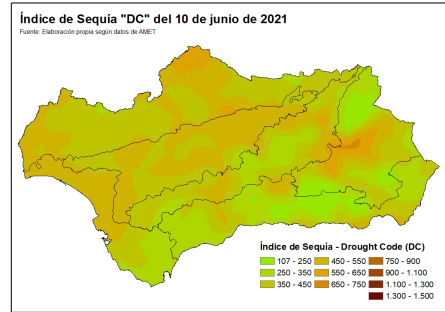 Índice de Sequía "DC" del 10 de junio de 2021
Fuente: Elaboración propia según datos de AMET
Índice de Sequía - Drought Code (DC)
107 - 250 450 - 550 750 - 900
250 - 350 550 - 650 900 - 1.100
350 - 450 650 - 750 1.100 - 1.300
1.300 - 1.500